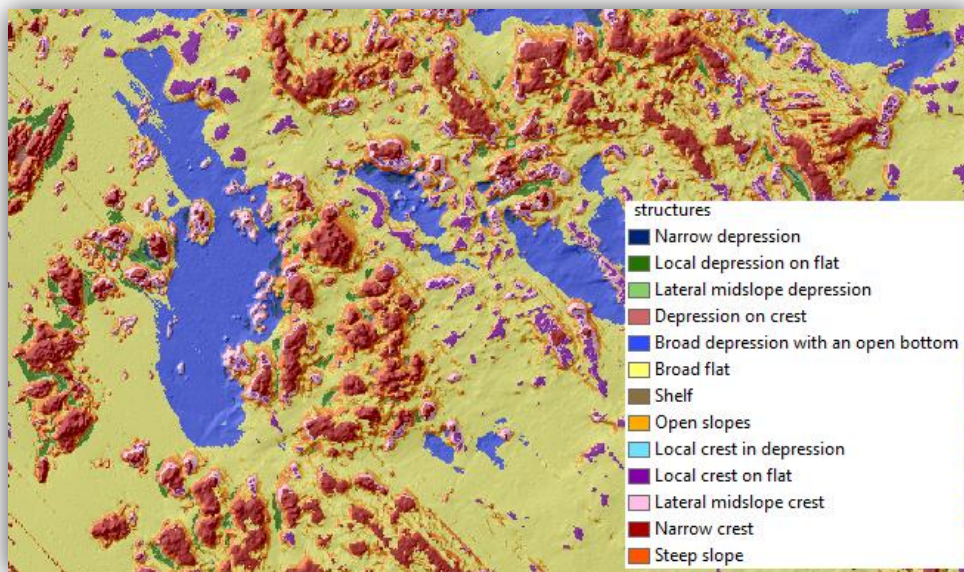 structures
Narrow depression
Local depression on flat
Lateral midslope depression
Depression on crest
Broad depression with an open bottom
Broad flat
Shelf
Open slopes
Local crest in depression
Local crest on flat
Lateral midslope crest
Narrow crest
Steep slope